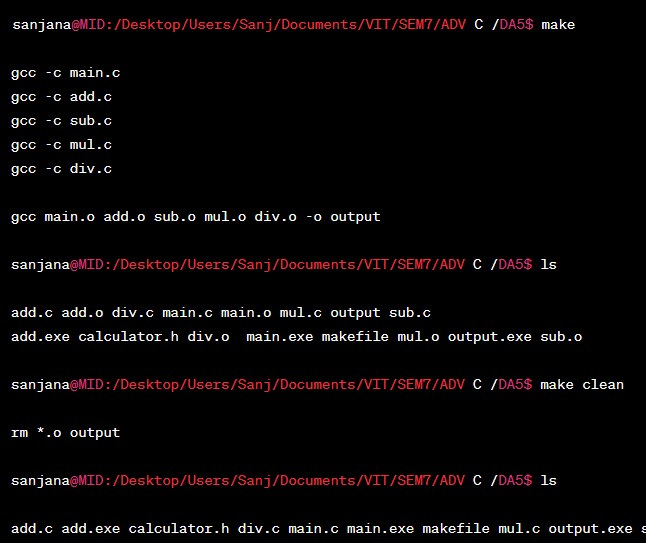 sanjana@MID:/Desktop/Users/Sanj/Documents/VIT/SEM7/ADV C /DA5$ make
gcc -c main.c
gcc -c add.c
gcc -c sub.c
gcc -c mul.c
gcc -c div.c
gcc main.o add.o sub.o mul.o div.o -o output
sanjana@MID:/Desktop/Users/Sanj/Documents/VIT/SEM7/ADV C /DA5$ ls
add.c add.o div.c main.c main.o mul.c output sub.c
add.exe calculator.h div.o  main.exe makefile mul.o output.exe sub.o
sanjana@MID:/Desktop/Users/Sanj/Documents/VIT/SEM7/ADV C /DA5$ make clean
rm *.o output
sanjana@MID:/Desktop/Users/Sanj/Documents/VIT/SEM7/ADV C /DA5$ ls
add.c add.exe calculator.h div.c main.c main.exe makefile mul.c output.exe